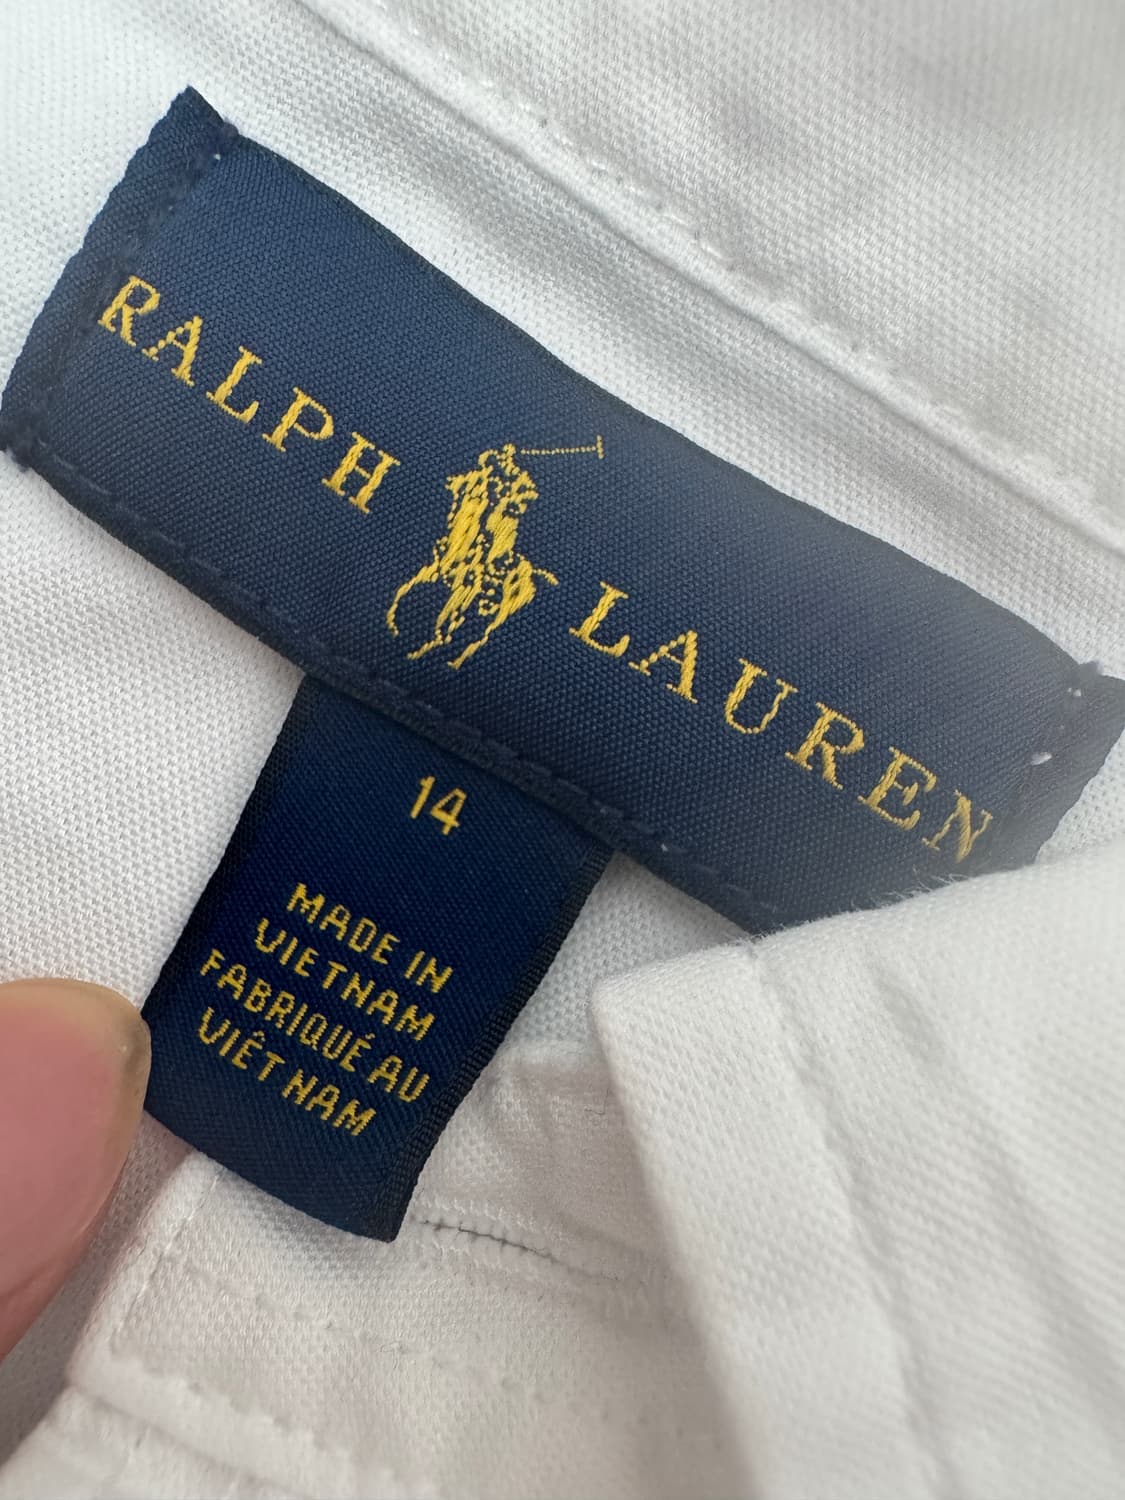 RALPH LAUREN
14
MADE IN
VIETNAM
FABRIQUÉ AU
VIÊT NAM